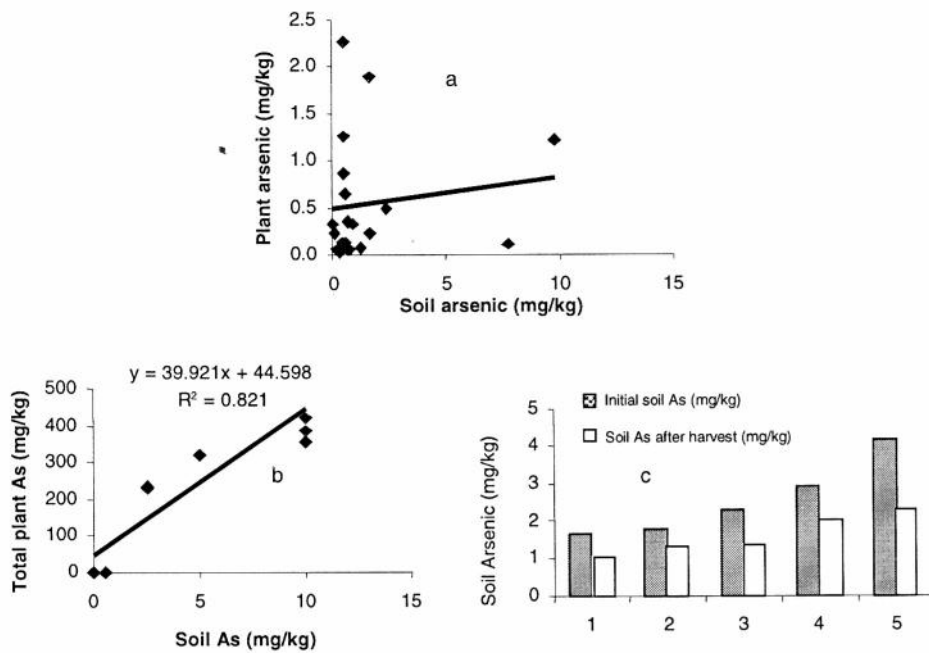 2.5
2.0
1.5
1.0
0.5
0.0
Plant arsenic (mg/kg)
a
0 5 10 15
Soil arsenic (mg/kg)
y = 39.921x + 44.598
R² = 0.821
500
400
300
200
100
0
Total plant As (mg/kg)
b
0 5 10 15
Soil As (mg/kg)
5
4
3
2
1
0
Soil Arsenic (mg/kg)
Initial soil As (mg/kg)
Soil As after harvest (mg/kg)
c
1 2 3 4 5